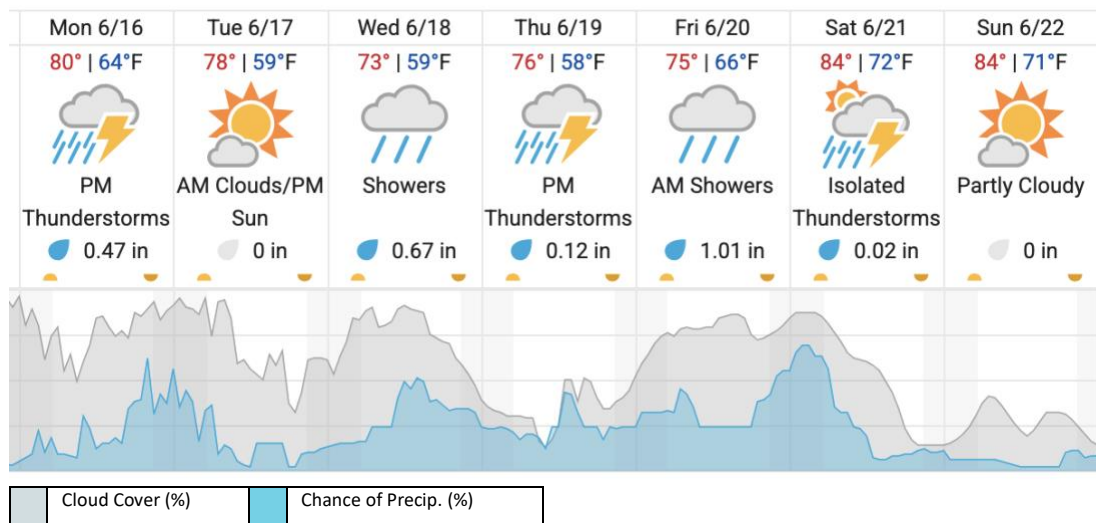 Mon 6/16
Tue 6/17
Wed 6/18
Thu 6/19
Fri 6/20
Sat 6/21
Sun 6/22
80° | 64°F
78° | 59°F
73° | 59°F
76° | 58°F
75° | 66°F
84° | 72°F
84° | 71°F
PM
AM Clouds/PM
Showers
PM
AM Showers
Isolated
Partly Cloudy
Thunderstorms
Sun
Thunderstorms
Thunderstorms
0.47 in
0 in
0.67 in
0.12 in
1.01 in
0.02 in
0 in
Cloud Cover (%)
Chance of Precip. (%)